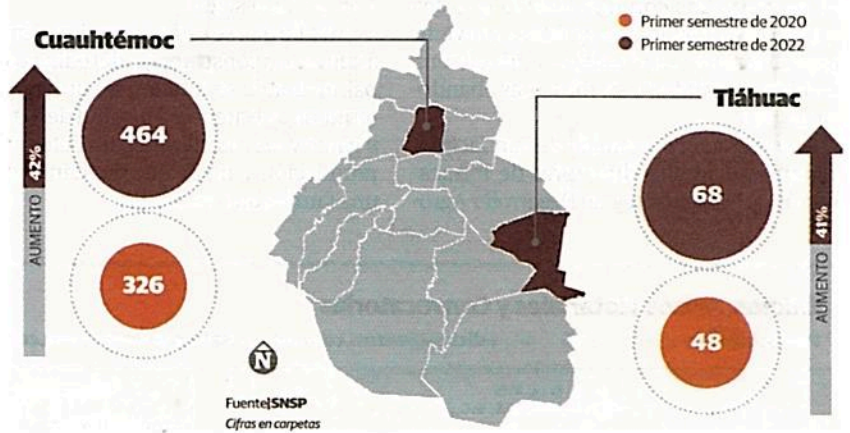 Primer semestre de 2020
Primer semestre de 2022
Cuauhtémoc
464
326
42%
AUMENTO
Tláhuac
68
48
41%
AUMENTO
N
Fuente|SNSP
Cifras en carpetas